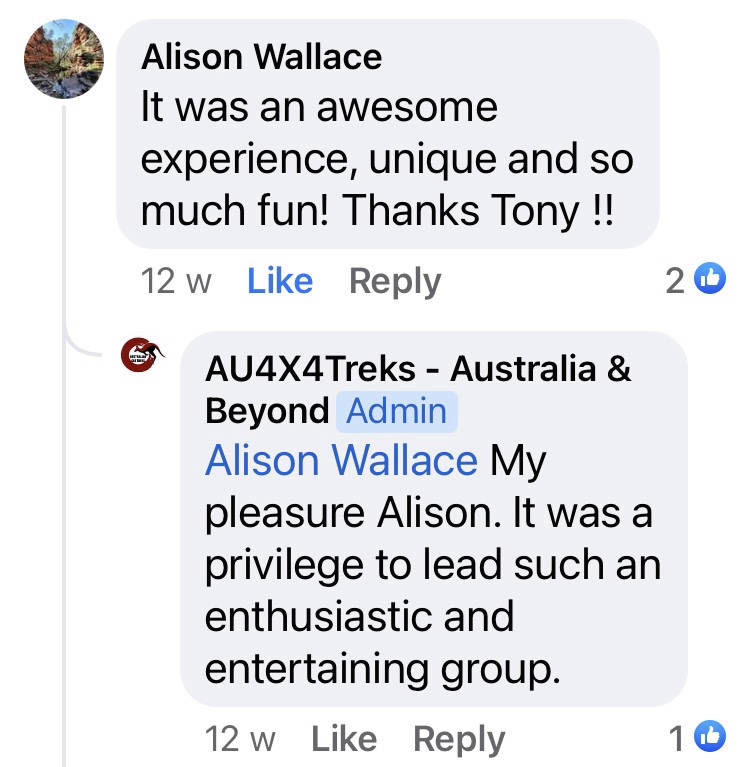 Alison Wallace
It was an awesome
experience, unique and so
much fun! Thanks Tony !!
12 w Like Reply 2
AU4X4Treks - Australia &
Beyond Admin
Alison Wallace My
pleasure Alison. It was a
privilege to lead such an
enthusiastic and
entertaining group.
12 w Like Reply 1